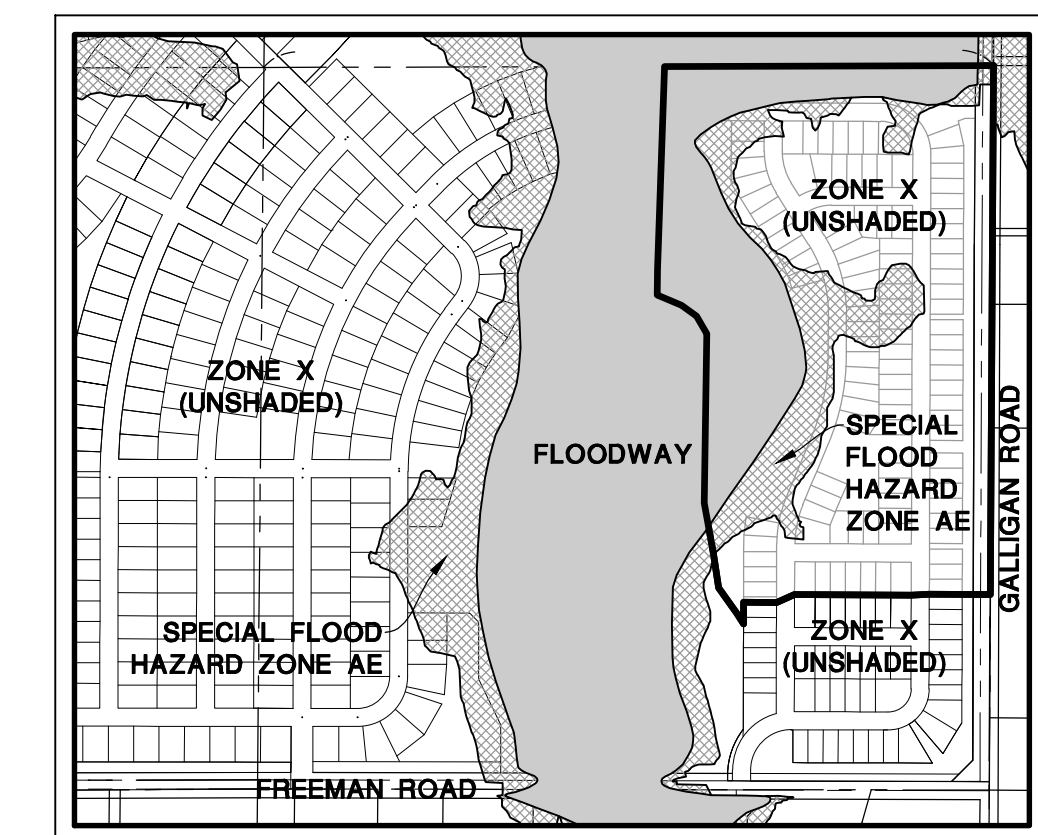 ZONE X
(UNSHADED)
ZONE X
(UNSHADED)
FLOODWAY
SPECIAL
FLOOD
HAZARD
ZONE AE
GALLIGAN ROAD
SPECIAL FLOOD
HAZARD ZONE AE
ZONE X
(UNSHADED)
FREEMAN ROAD